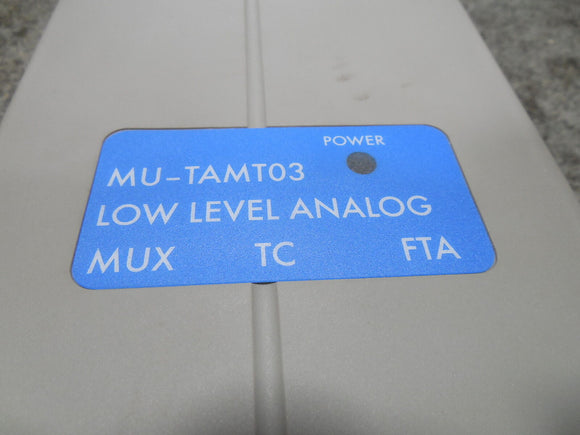 POWER
MU-TAMT03
LOW LEVEL ANALOG
MUX TC FTA